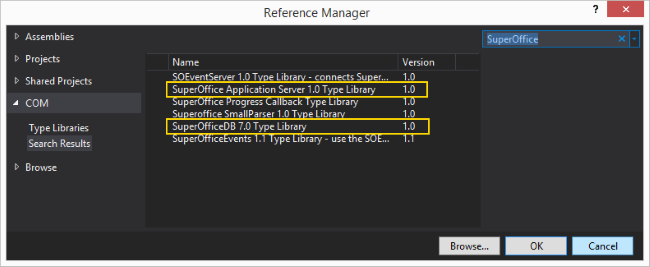 Reference Manager
?
Assemblies
Projects
Shared Projects
COM
Type Libraries
Search Results
Browse
Name Version
SOEventServer 1.0 Type Library - connects Super... 1.0
SuperOffice Application Server 1.0 Type Library 1.0
SuperOffice Progress Callback Type Library 1.0
Superoffice SmallParser 1.0 Type Library 1.0
SuperOfficeDB 7.0 Type Library 1.0
SuperOfficeEvents 1.1 Type Library - use the SOE... 1.1
SuperOffice
Browse... OK Cancel